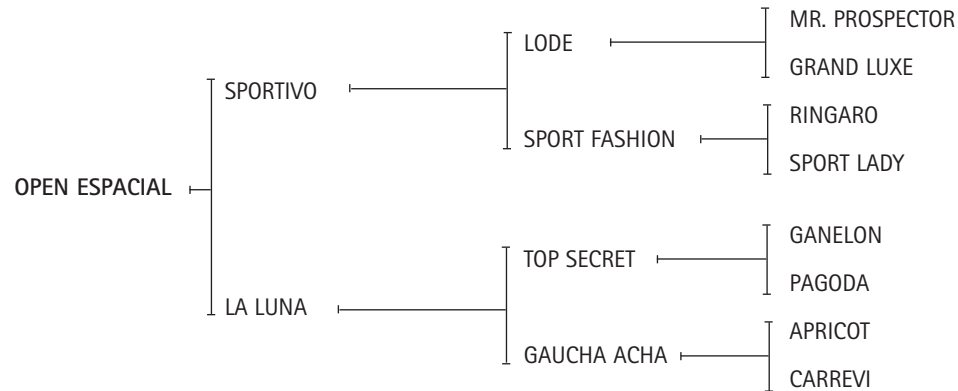 MR. PROSPECTOR
LODE
GRAND LUXE
SPORTIVO
RINGARO
SPORT FASHION
SPORT LADY
OPEN ESPACIAL
GANELON
TOP SECRET
PAGODA
LA LUNA
APRICOT
GAUCHA ACHA
CARREVI